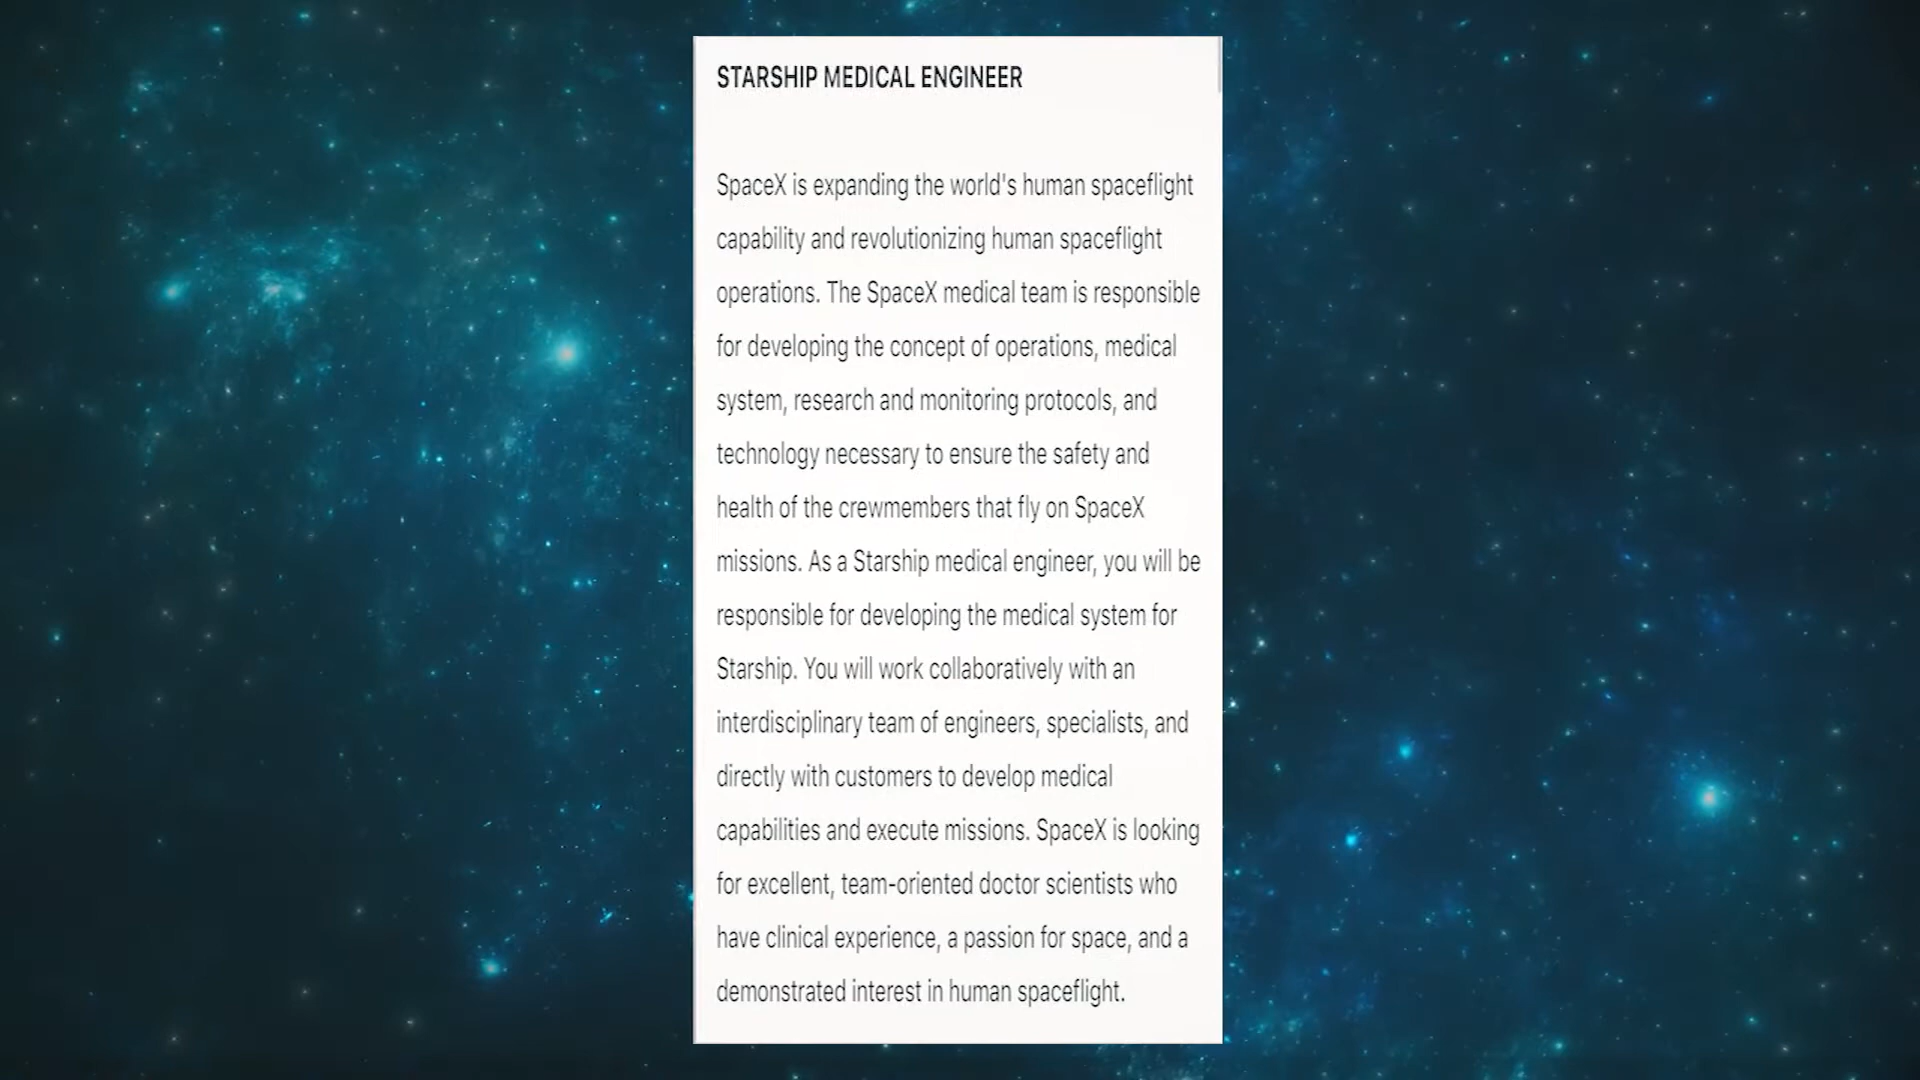 STARSHIP MEDICAL ENGINEER
SpaceX is expanding the world's human spaceflight
capability and revolutionizing human spaceflight
operations. The SpaceX medical team is responsible
for developing the concept of operations, medical
system, research and monitoring protocols, and
technology necessary to ensure the safety and
health of the crewmembers that fly on SpaceX
missions. As a Starship medical engineer, you will be
responsible for developing the medical system for
Starship. You will work collaboratively with an
interdisciplinary team of engineers, specialists, and
directly with customers to develop medical
capabilities and execute missions. SpaceX is looking
for excellent, team-oriented doctor scientists who
have clinical experience, a passion for space, and a
demonstrated interest in human spaceflight.